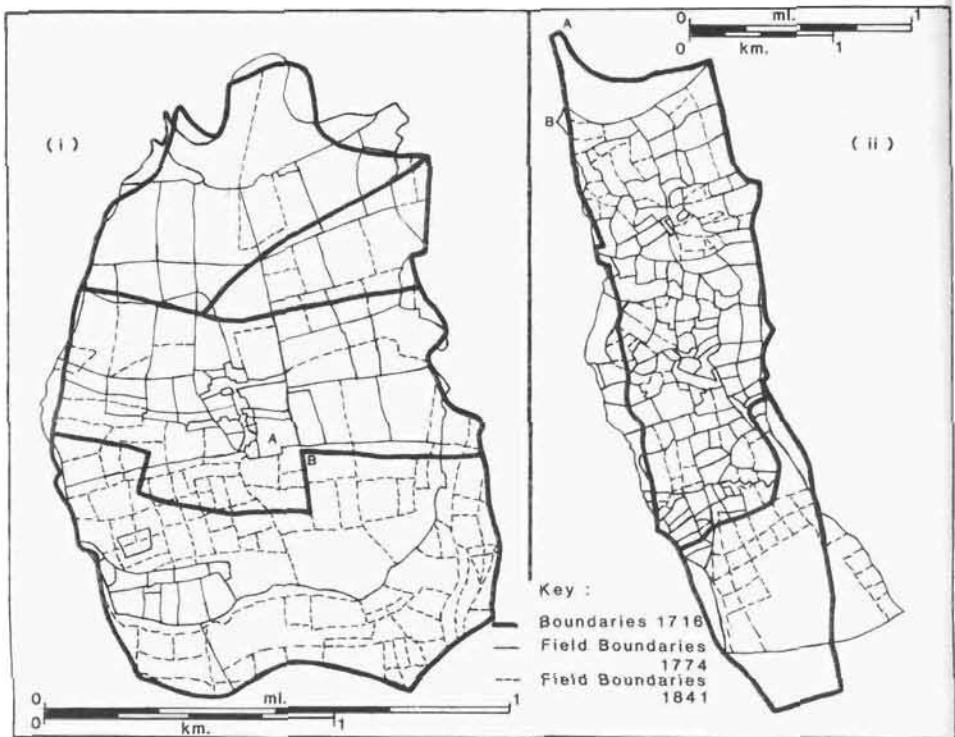 ( i )
A
B
0 ml. 1
0 km. 1
A
B
0 ml. 1
0 km. 1
( ii )
Key :
Boundaries 1716
Field Boundaries
1774
Field Boundaries
1841